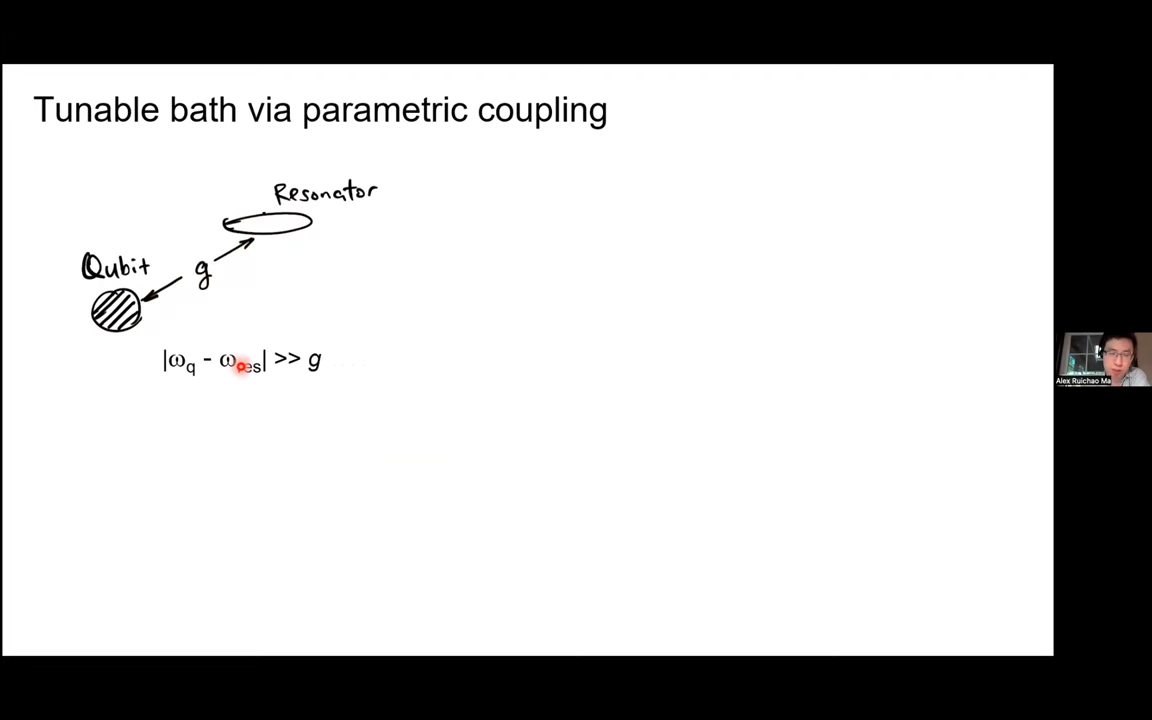 Tunable bath via parametric coupling
Resonator
Qubit
g
|ωq - ωres| >> g
Alex Ruichao Ma